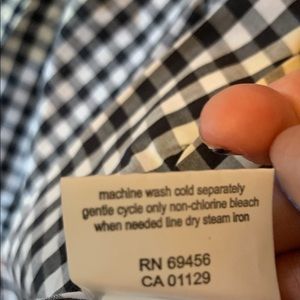 machine wash cold separately
gentle cycle only non-chlorine bleach
when needed line dry steam iron
RN 69456
CA 01129